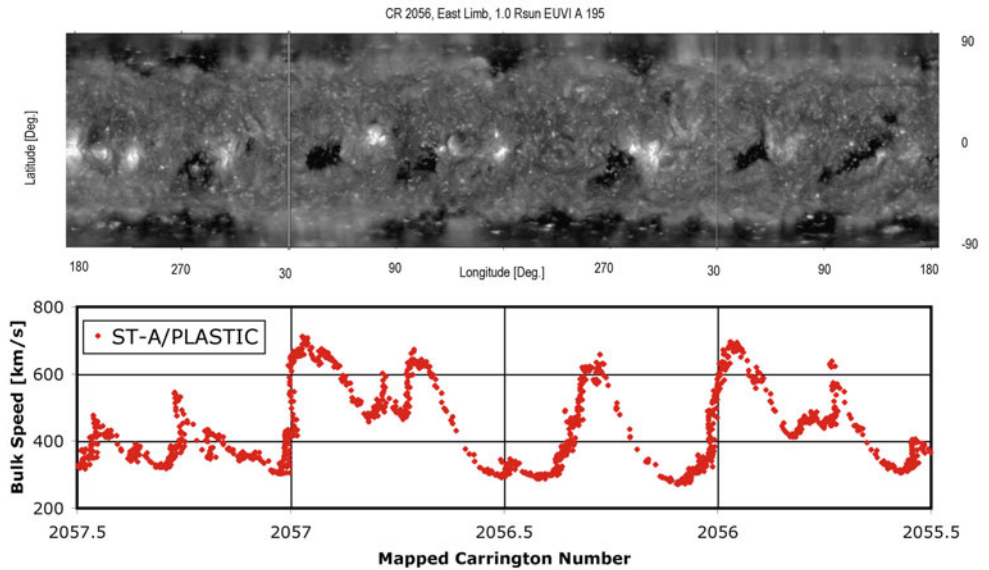 CR 2056, East Limb, 1.0 Rsun EUVI A 195
90
0
-90
Latitude [Deg.]
180 270 30 90 270 30 90 180
Longitude [Deg.]
800
600
400
200
Bulk Speed [km/s]
ST-A/PLASTIC
2057.5 2057 2056.5 2056 2055.5
Mapped Carrington Number